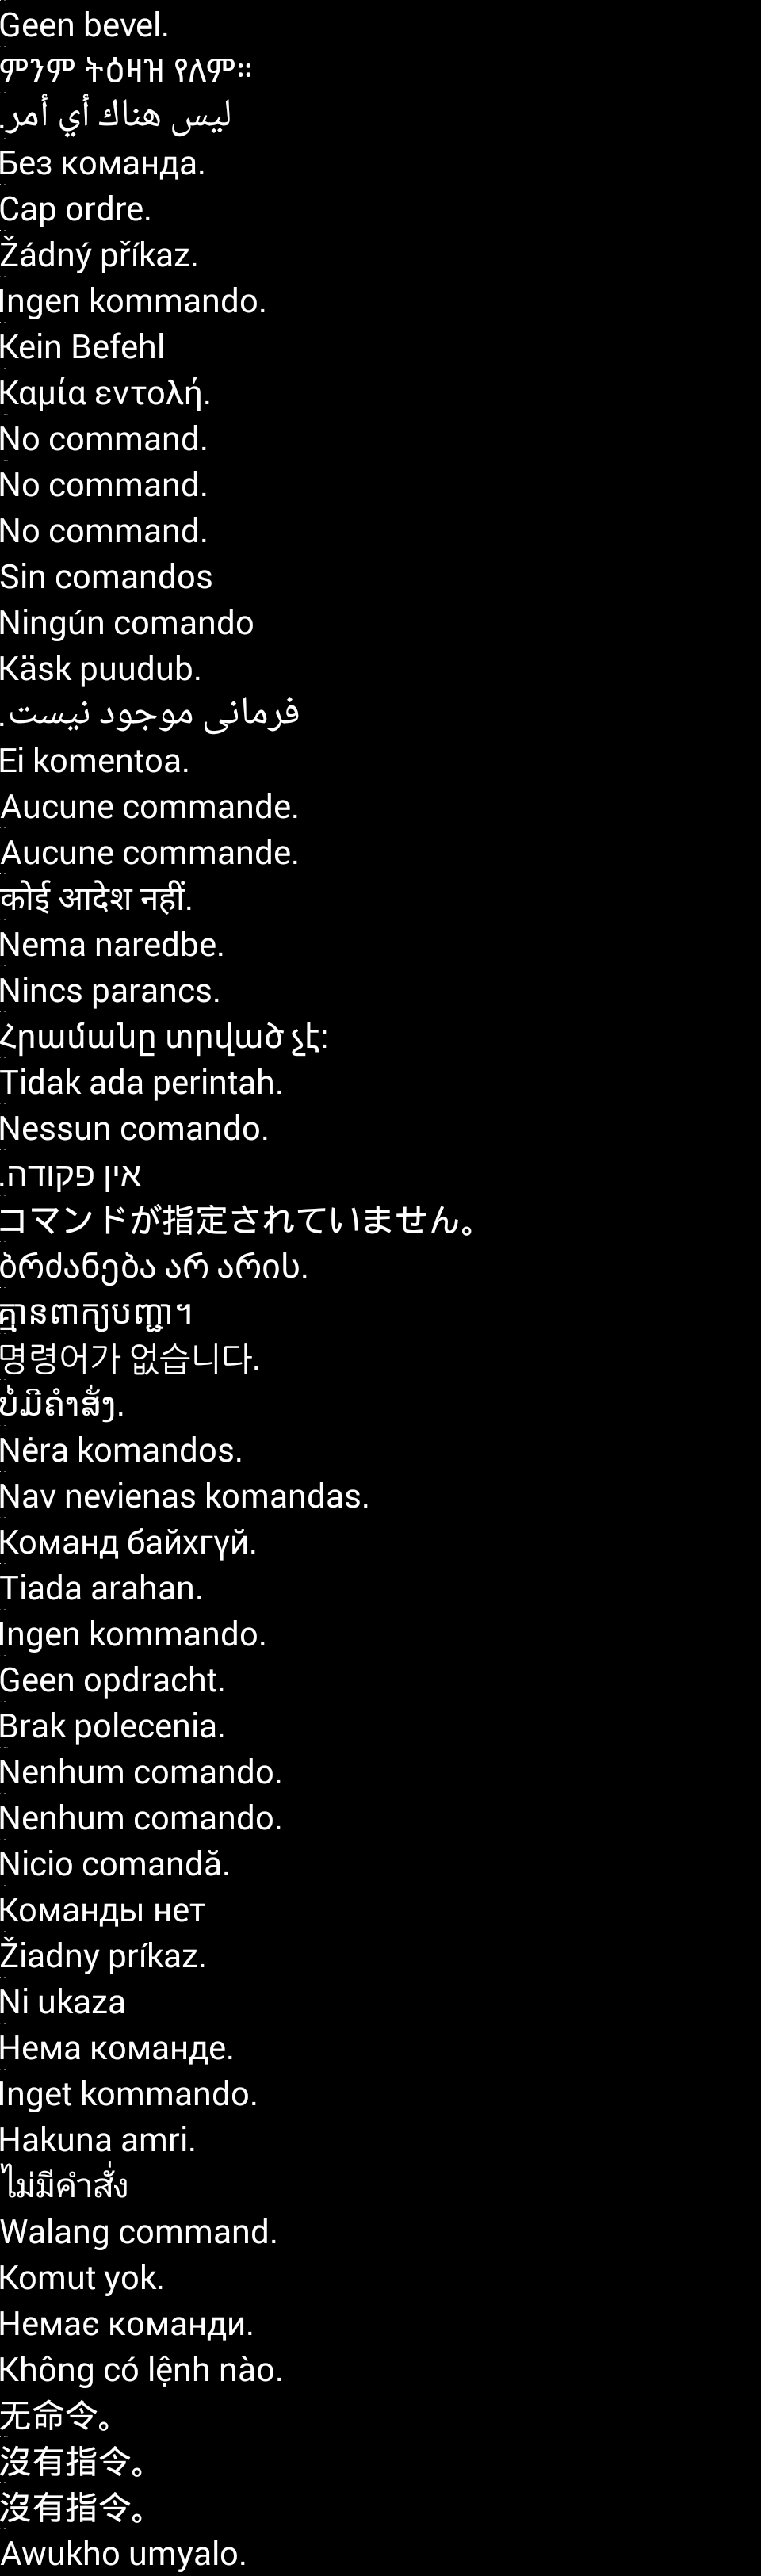 Geen bevel.
ምንም ትዕዛዝ የለም።
ليس هناك أي أمر.
Без команда.
Cap ordre.
Žádný příkaz.
Ingen kommando.
Kein Befehl
Καμία εντολή.
No command.
No command.
No command.
Sin comandos
Ningún comando
Käsk puudub.
فرمانی موجود نیست.
Ei komentoa.
Aucune commande.
Aucune commande.
कोई आदेश नहीं.
Nema naredbe.
Nincs parancs.
Հրամանը տրված չէ:
Tidak ada perintah.
Nessun comando.
אין פקודה.
コマンドが指定されていません。
ბრძანება არ არის.
គ្មានពាក្យបញ្ជា។
명령어가 없습니다.
ບໍ່ມີຄຳສັ່ງ.
Nėra komandos.
Nav nevienas komandas.
Команд байхгүй.
Tiada arahan.
Ingen kommando.
Geen opdracht.
Brak polecenia.
Nenhum comando.
Nenhum comando.
Nicio comandă.
Команды нет
Žiadny príkaz.
Ni ukaza
Нема команде.
Inget kommando.
Hakuna amri.
ไม่มีคำสั่ง
Walang command.
Komut yok.
Немає команди.
Không có lệnh nào.
无命令。
沒有指令。
沒有指令。
Awukho umyalo.